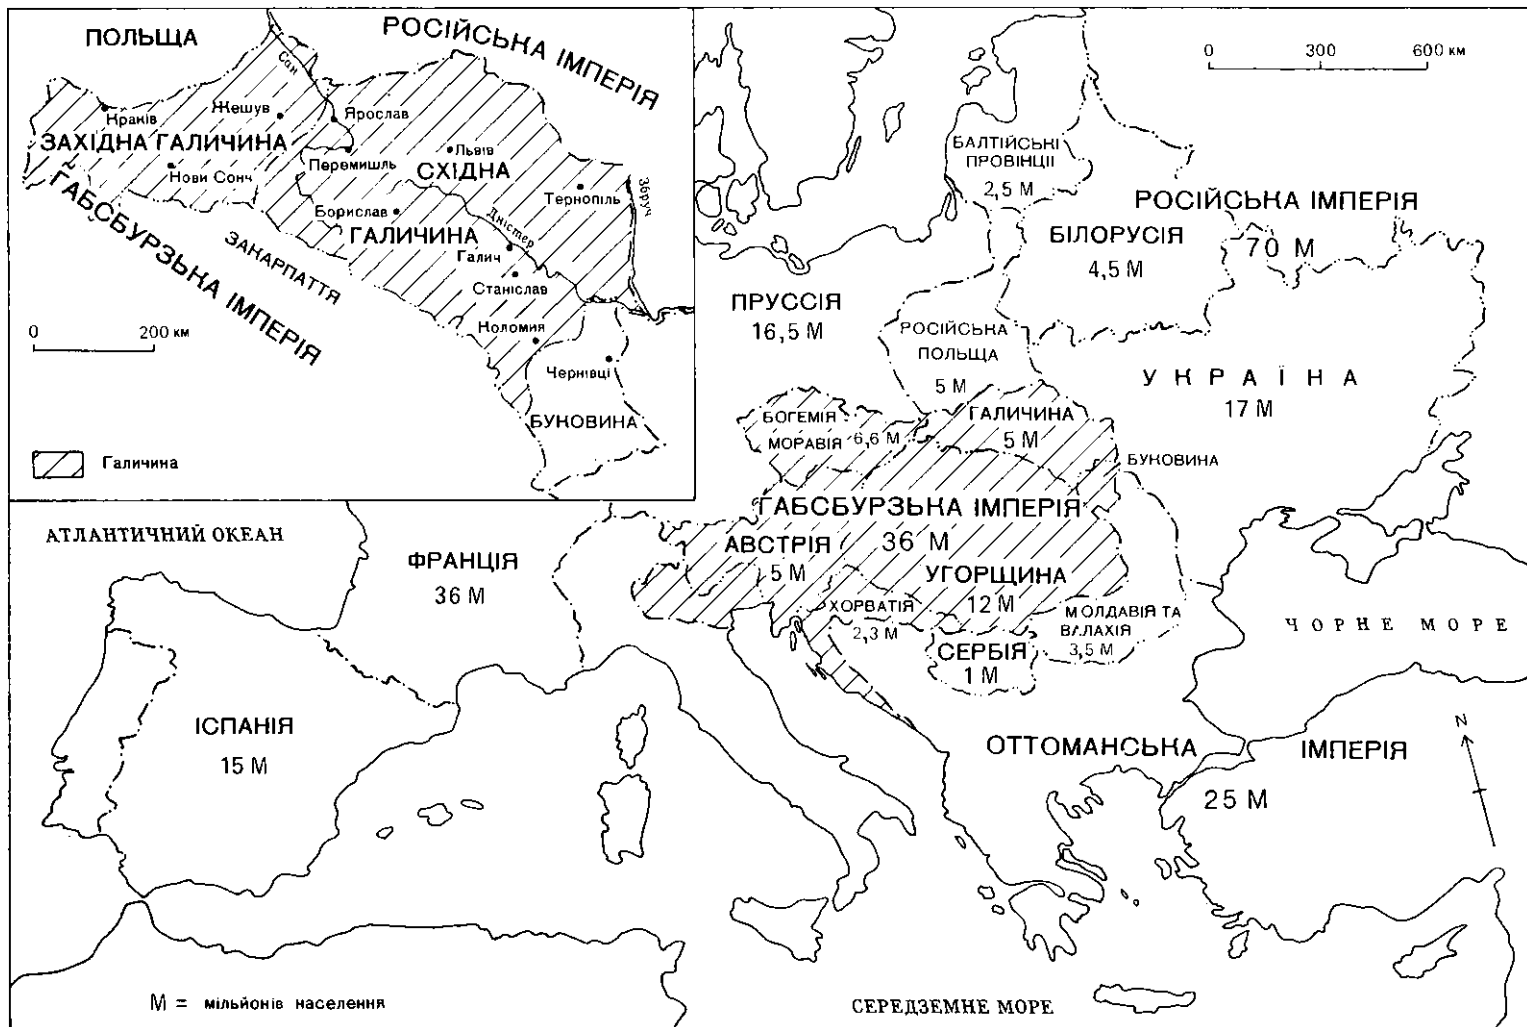 ПОЛЬЩА
РОСІЙСЬКА ІМПЕРІЯ
Сан
Краків
Жешув
Ярослав
ЗАХІДНА ГАЛИЧИНА
Перемишль
Львів
СХІДНА
Нови Сонч
Тернопіль
Збруч
Борислав
Дністер
ГАЛИЧИНА
Галич
ГАБСБУРЗЬКА ІМПЕРІЯ
ЗАКАРПАТТЯ
Станіслав
0 200 км
Коломия
Чернівці
БУКОВИНА
Галичина
0 300 600 км
БАЛТІЙСЬКІ
ПРОВІНЦІЇ
2,5 М
РОСІЙСЬКА ІМПЕРІЯ
70 М
БІЛОРУСІЯ
4,5 М
ПРУССІЯ
16,5 М
РОСІЙСЬКА
ПОЛЬЩА
5 М
УКРАЇНА
17 М
БОГЕМІЯ
МОРАВІЯ 6,6 М
ГАЛИЧИНА
5 М
БУКОВИНА
ГАБСБУРЗЬКА ІМПЕРІЯ
36 М
АТЛАНТИЧНИЙ ОКЕАН
ФРАНЦІЯ
36 М
АВСТРІЯ
5 М
УГОРЩИНА
12 М
ХОРВАТІЯ
2,3 М
МОЛДАВІЯ ТА
ВАЛАХІЯ
3,5 М
СЕРБІЯ
1 М
ЧОРНЕ МОРЕ
ІСПАНІЯ
15 М
ОТТОМАНСЬКА ІМПЕРІЯ
25 М
N
М = мільйонів населення
СЕРЕДЗЕМНЕ МОРЕ